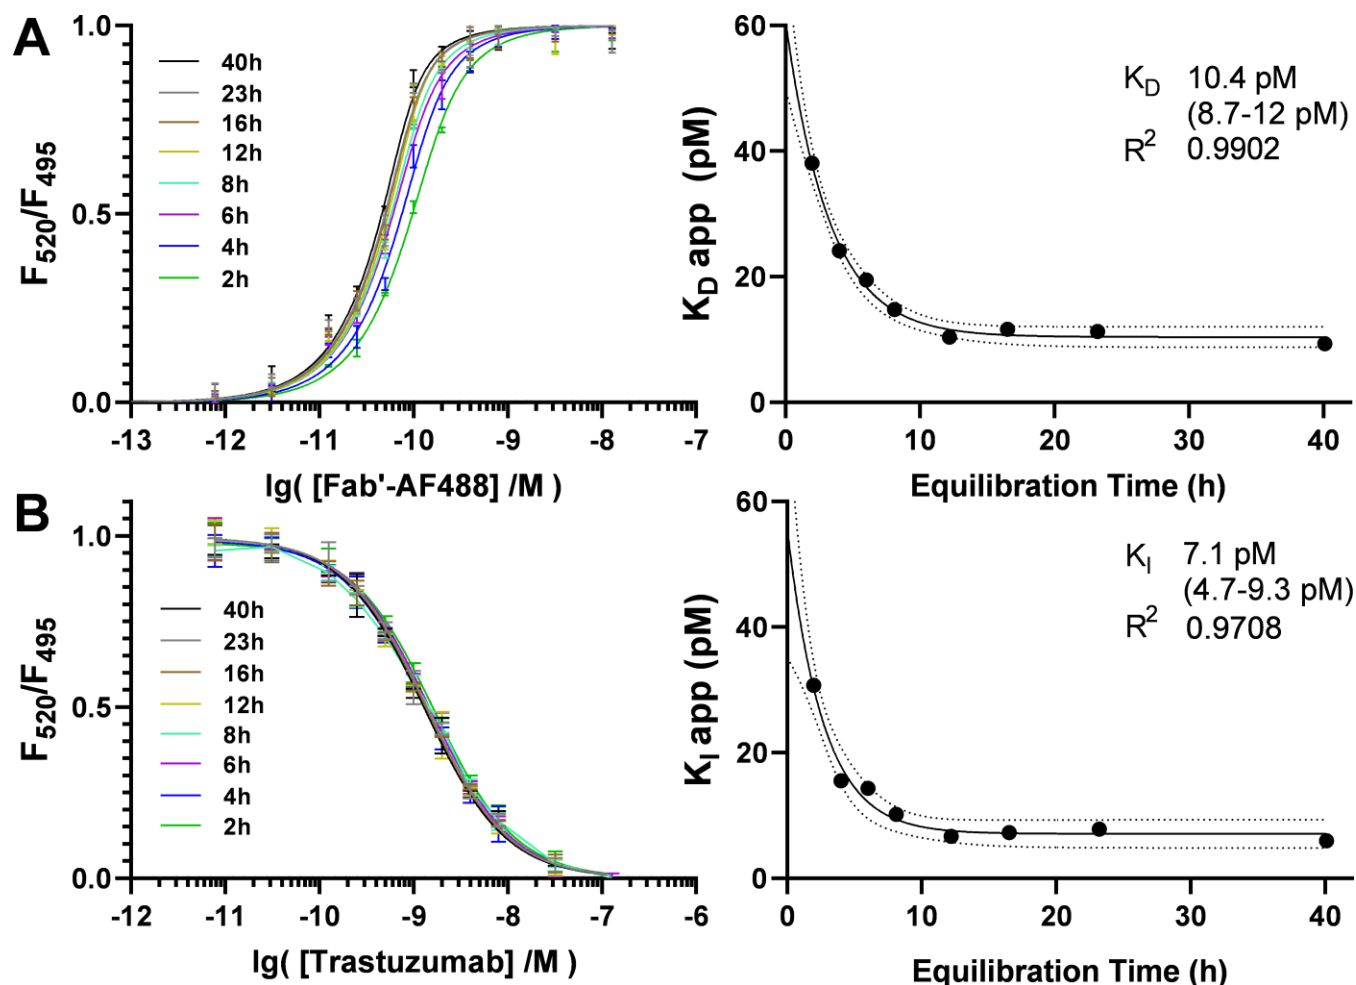 A
F520/F495
1.0
0.5
0.0
40h
23h
16h
12h
8h
6h
4h
2h
-13 -12 -11 -10 -9 -8 -7
lg( [Fab'-AF488] /M )
KD app (pM)
60
40
20
0
KD 10.4 pM
(8.7-12 pM)
R² 0.9902
0 10 20 30 40
Equilibration Time (h)
B
F520/F495
1.0
0.5
0.0
40h
23h
16h
12h
8h
6h
4h
2h
-12 -11 -10 -9 -8 -7 -6
lg( [Trastuzumab] /M )
KI app (pM)
60
40
20
0
KI 7.1 pM
(4.7-9.3 pM)
R² 0.9708
0 10 20 30 40
Equilibration Time (h)